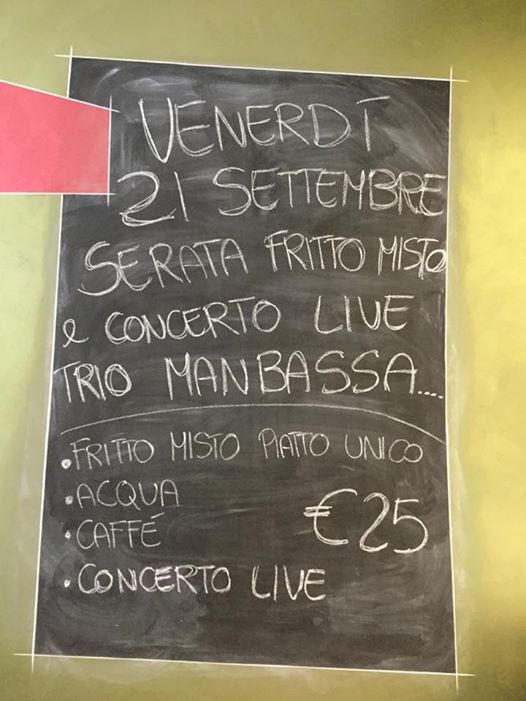 VENERDÌ
21 SETTEMBRE
SERATA FRITTO MISTO
e CONCERTO LIVE
TRIO MANBASSA....
• FRITTO MISTO PIATTO UNICO
• ACQUA
• CAFFÉ
€25
• CONCERTO LIVE